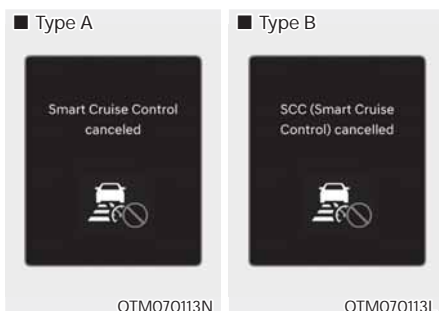 ■ Type A
Smart Cruise Control
canceled
OTM070113N
■ Type B
SCC (Smart Cruise
Control) cancelled
OTM070113L